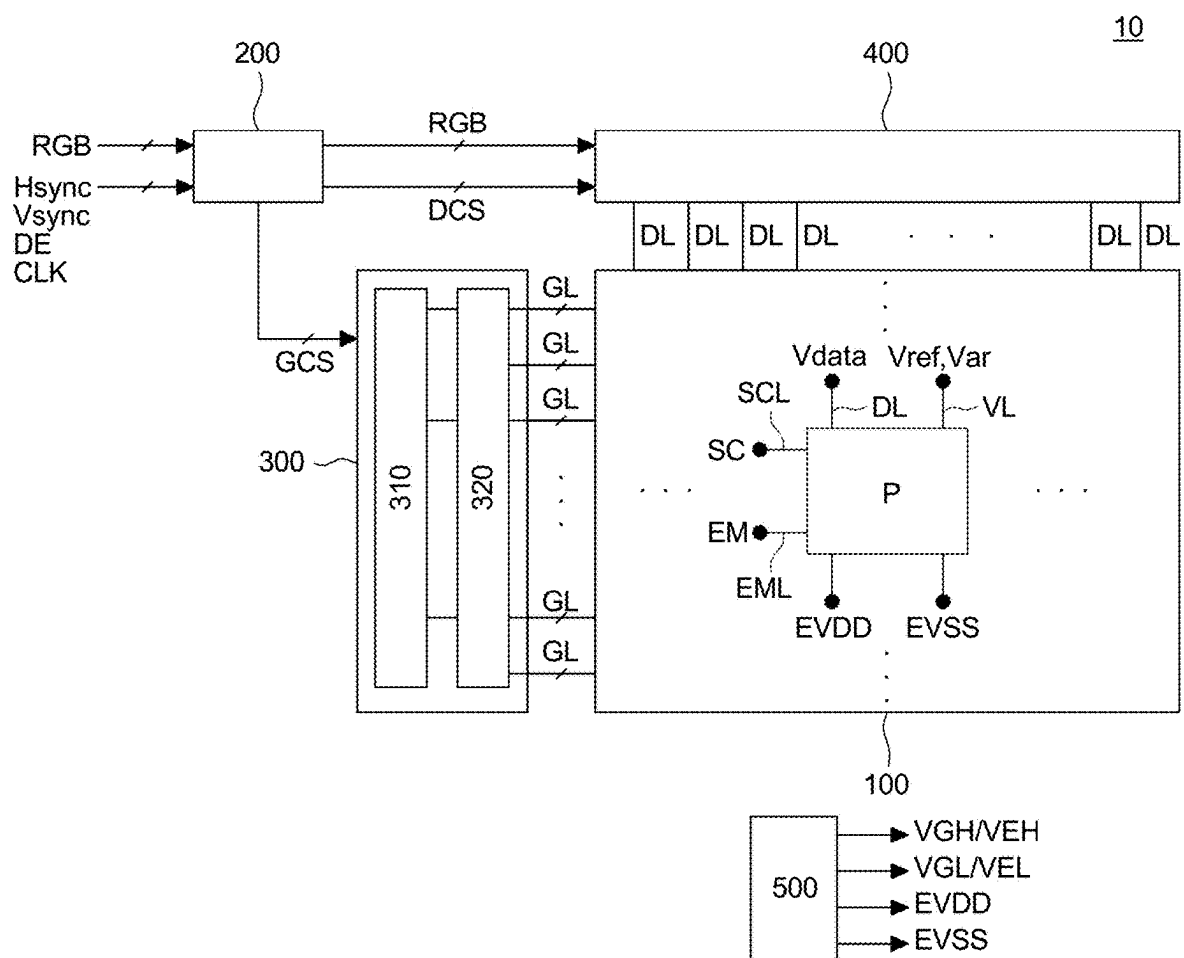 10
200
400
RGB
RGB
Hsync
Vsync
DE
CLK
DCS
DL DL DL DL DL DL
GCS
GL
GL
GL
GL
GL
300
310
320
Vdata
Vref,Var
SCL
DL
VL
SC
P
EM
EML
EVDD
EVSS
100
500
VGH/VEH
VGL/VEL
EVDD
EVSS